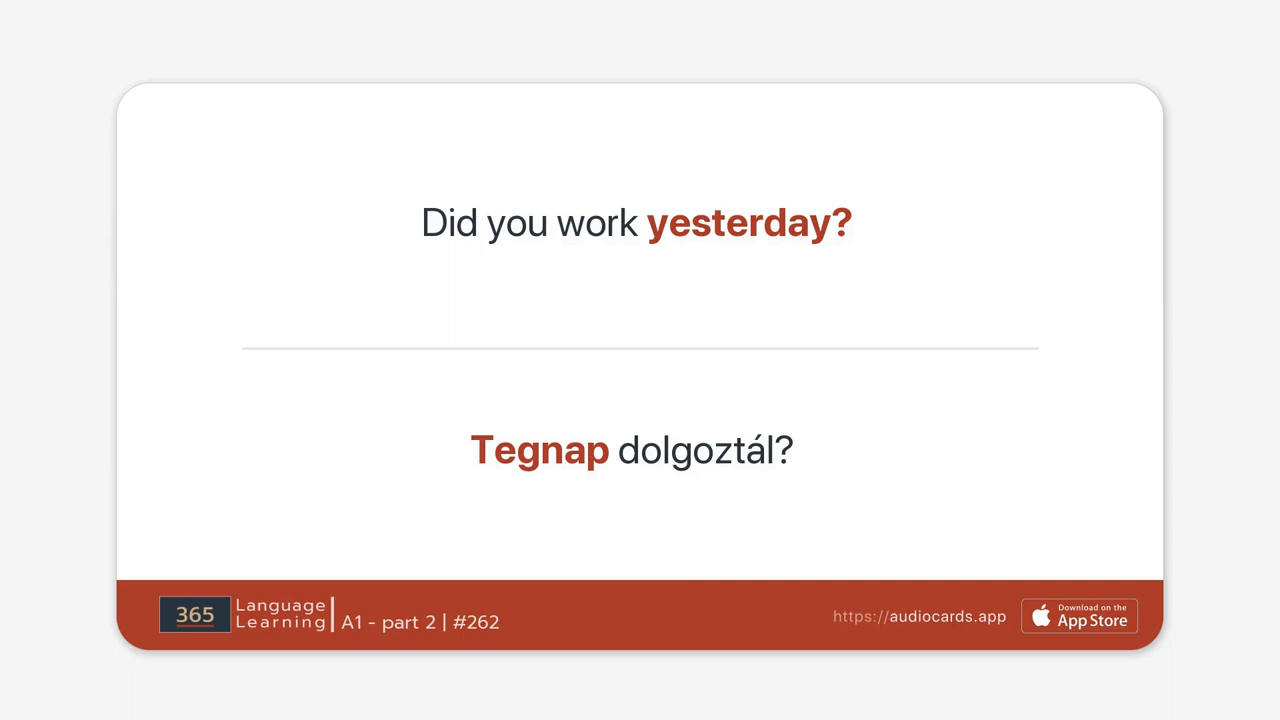 Did you work yesterday?
Tegnap dolgoztál?
365
Language
Learning
A1 - part 2 | #262
https://audiocards.app
Download on the
App Store